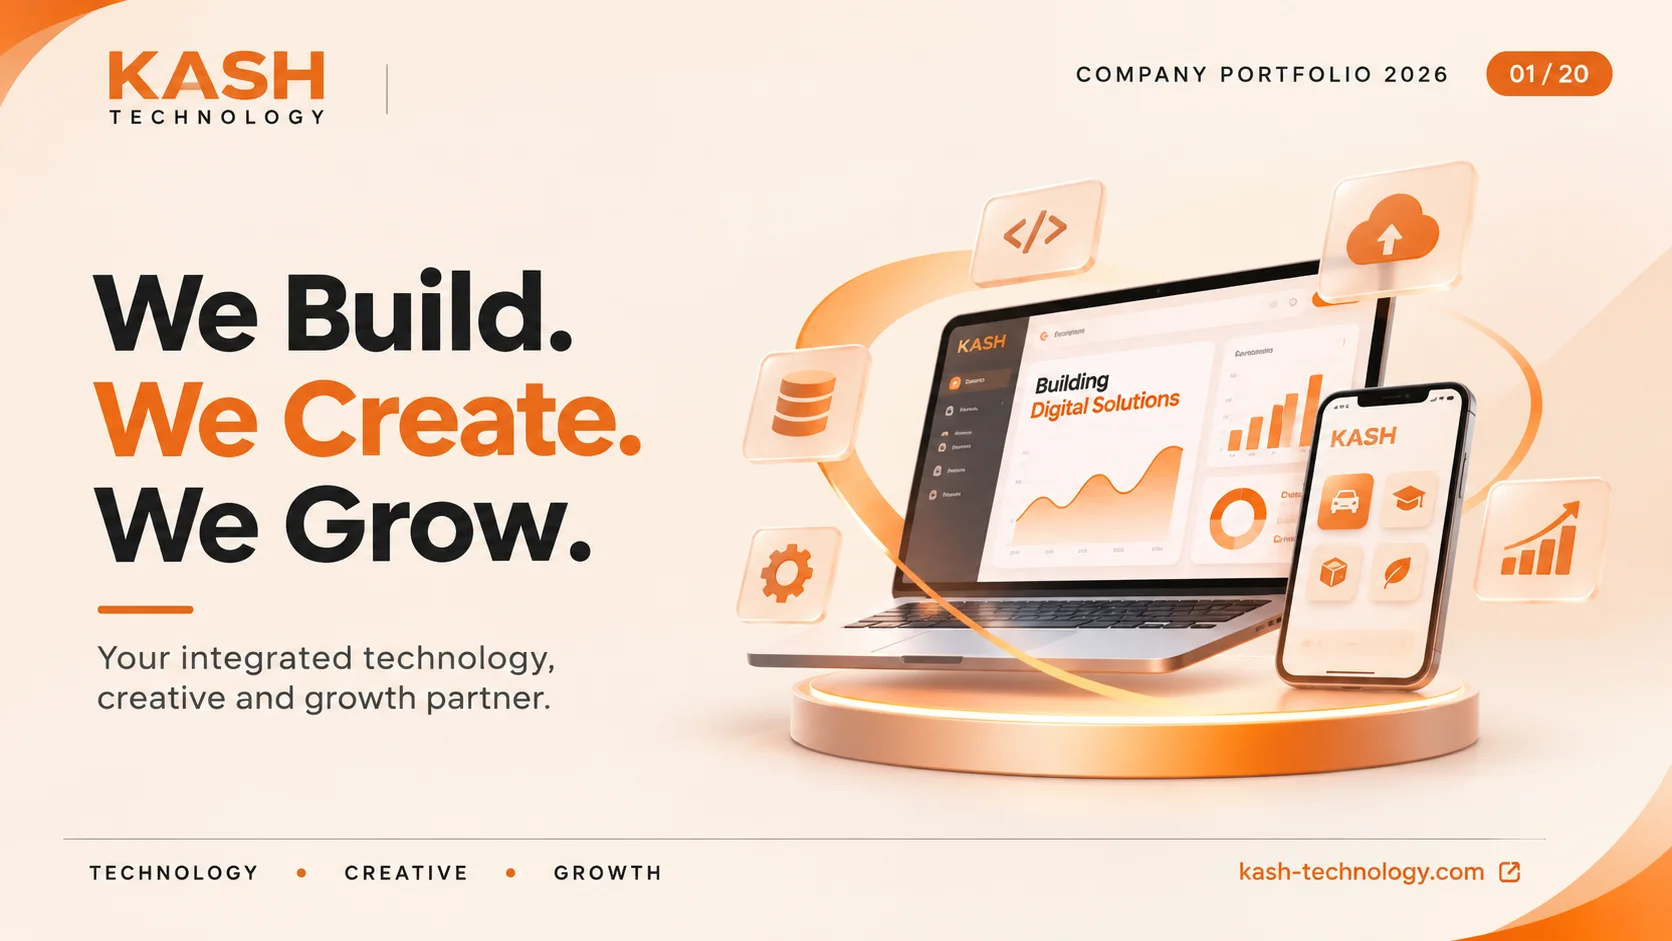 KASH
TECHNOLOGY
COMPANY PORTFOLIO 2026
01 / 20
We Build.
We Create.
We Grow.
Your integrated technology,
creative and growth partner.
KASH
Building
Digital Solutions
KASH
TECHNOLOGY • CREATIVE • GROWTH
kash-technology.com